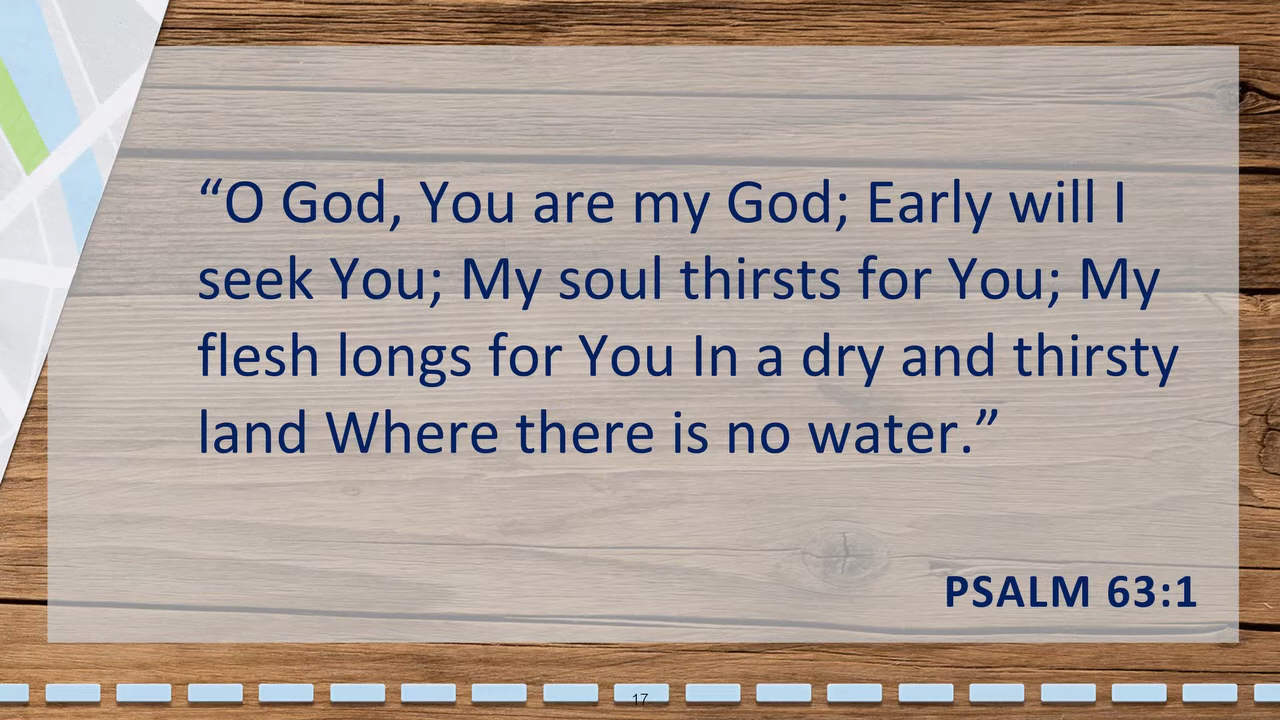 “O God, You are my God; Early will I
seek You; My soul thirsts for You; My
flesh longs for You In a dry and thirsty
land Where there is no water.”
PSALM 63:1
17